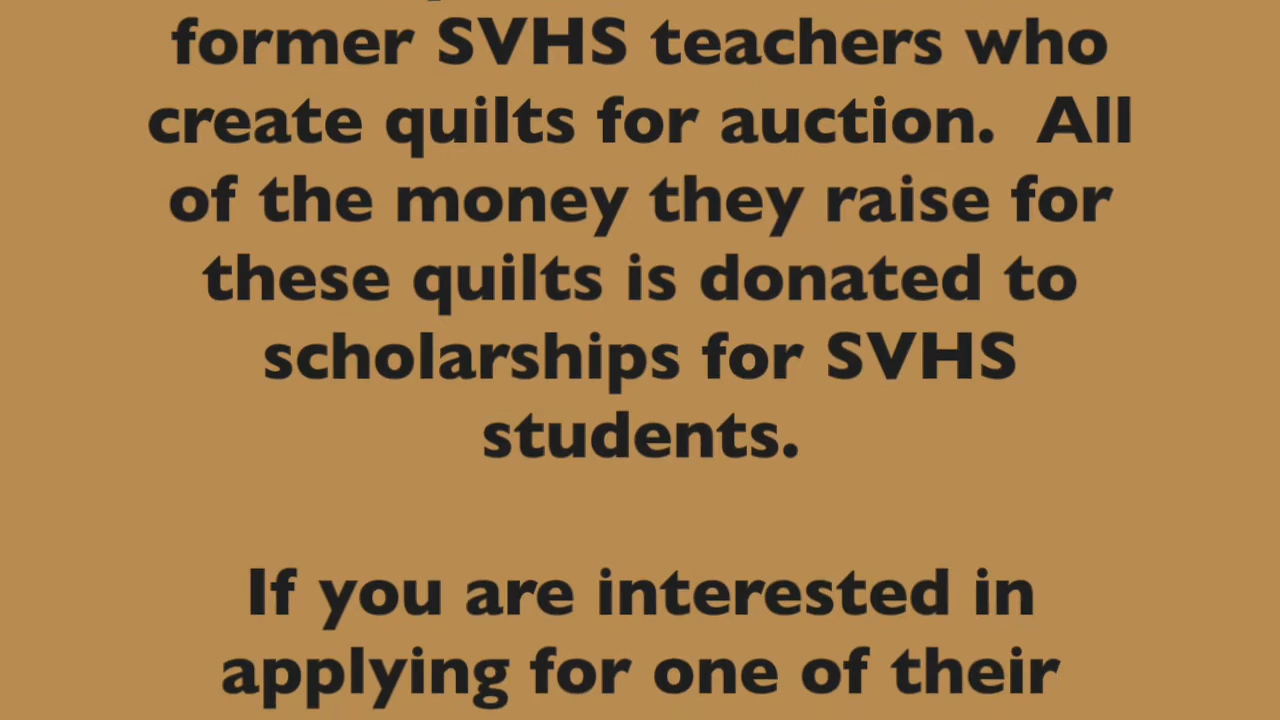 former SVHS teachers who
create quilts for auction.  All
of the money they raise for
these quilts is donated to
scholarships for SVHS
students.
If you are interested in
applying for one of their